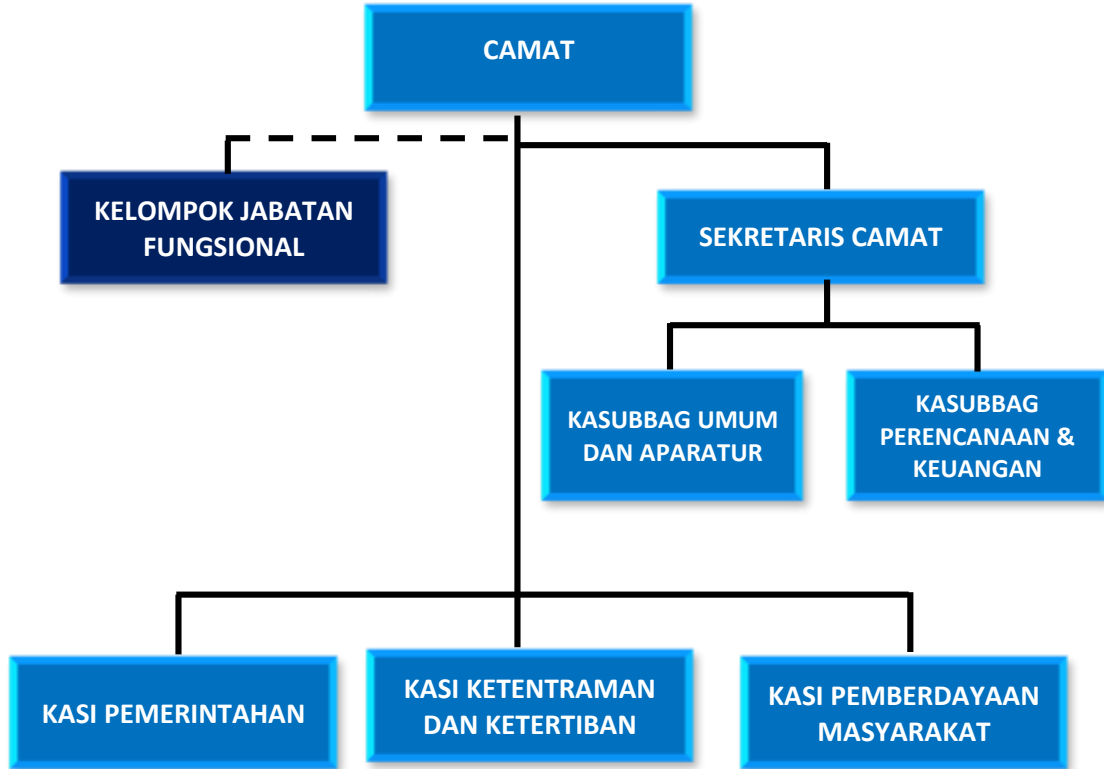 CAMAT
KELOMPOK JABATAN
FUNGSIONAL
SEKRETARIS CAMAT
KASUBBAG UMUM
DAN APARATUR
KASUBBAG
PERENCANAAN &
KEUANGAN
KASI PEMERINTAHAN
KASI KETENTRAMAN
DAN KETERTIBAN
KASI PEMBERDAYAAN
MASYARAKAT